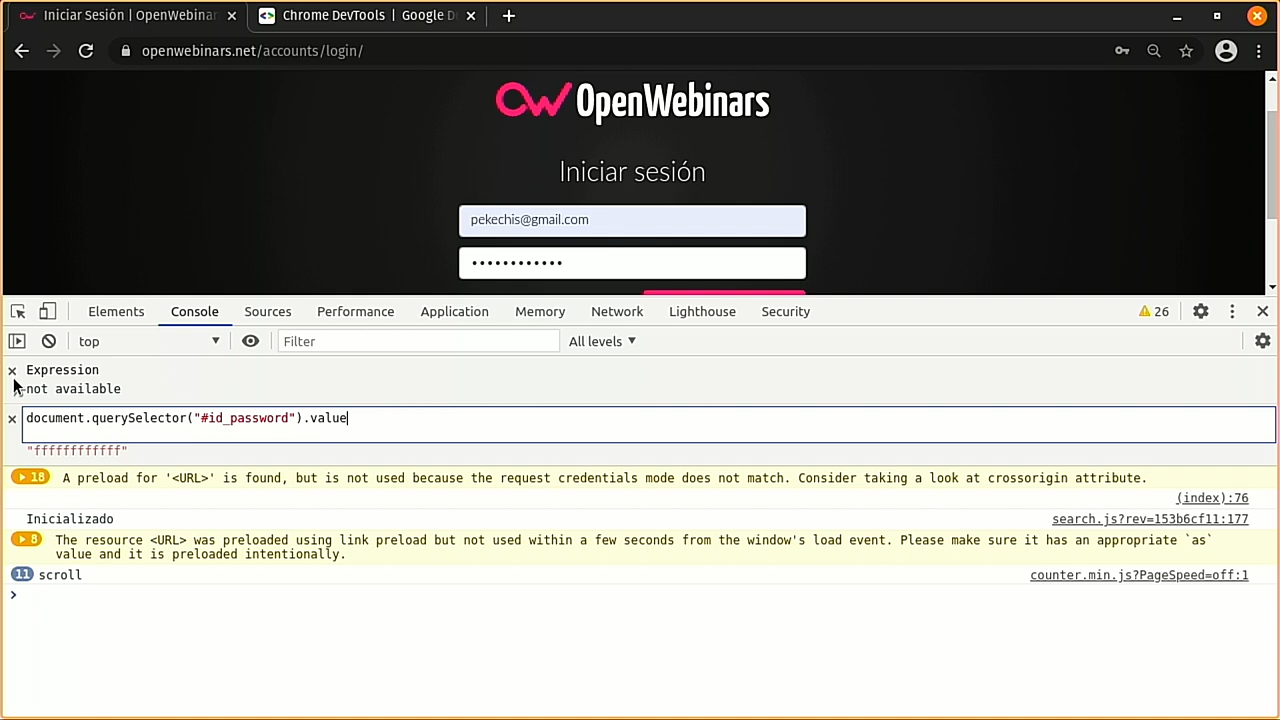 Iniciar Sesión | OpenWebinar
Chrome DevTools | Google D
openwebinars.net/accounts/login/
OpenWebinars
Iniciar sesión
pekechis@gmail.com
••••••••••••
Elements Console Sources Performance Application Memory Network Lighthouse Security 26
top Filter All levels
Expression
not available
document.querySelector("#id_password").value
"ffffffffffff"
18 A preload for '<URL>' is found, but is not used because the request credentials mode does not match. Consider taking a look at crossorigin attribute.
(index):76
Inicializado search.js?rev=153b6cf11:177
8 The resource <URL> was preloaded using link preload but not used within a few seconds from the window's load event. Please make sure it has an appropriate `as`
value and it is preloaded intentionally.
11 scroll counter.min.js?PageSpeed=off:1